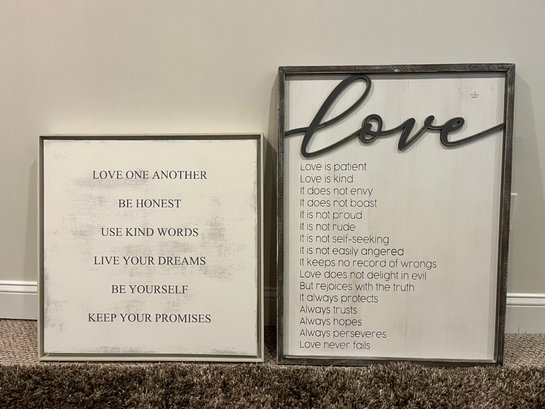 LOVE ONE ANOTHER
BE HONEST
USE KIND WORDS
LIVE YOUR DREAMS
BE YOURSELF
KEEP YOUR PROMISES
love
Love is patient
Love is kind
It does not envy
It does not boast
It is not proud
It is not rude
It is not self-seeking
It is not easily angered
It keeps no record of wrongs
Love does not delight in evil
But rejoices with the truth
It always protects
Always trusts
Always hopes
Always perseveres
Love never fails